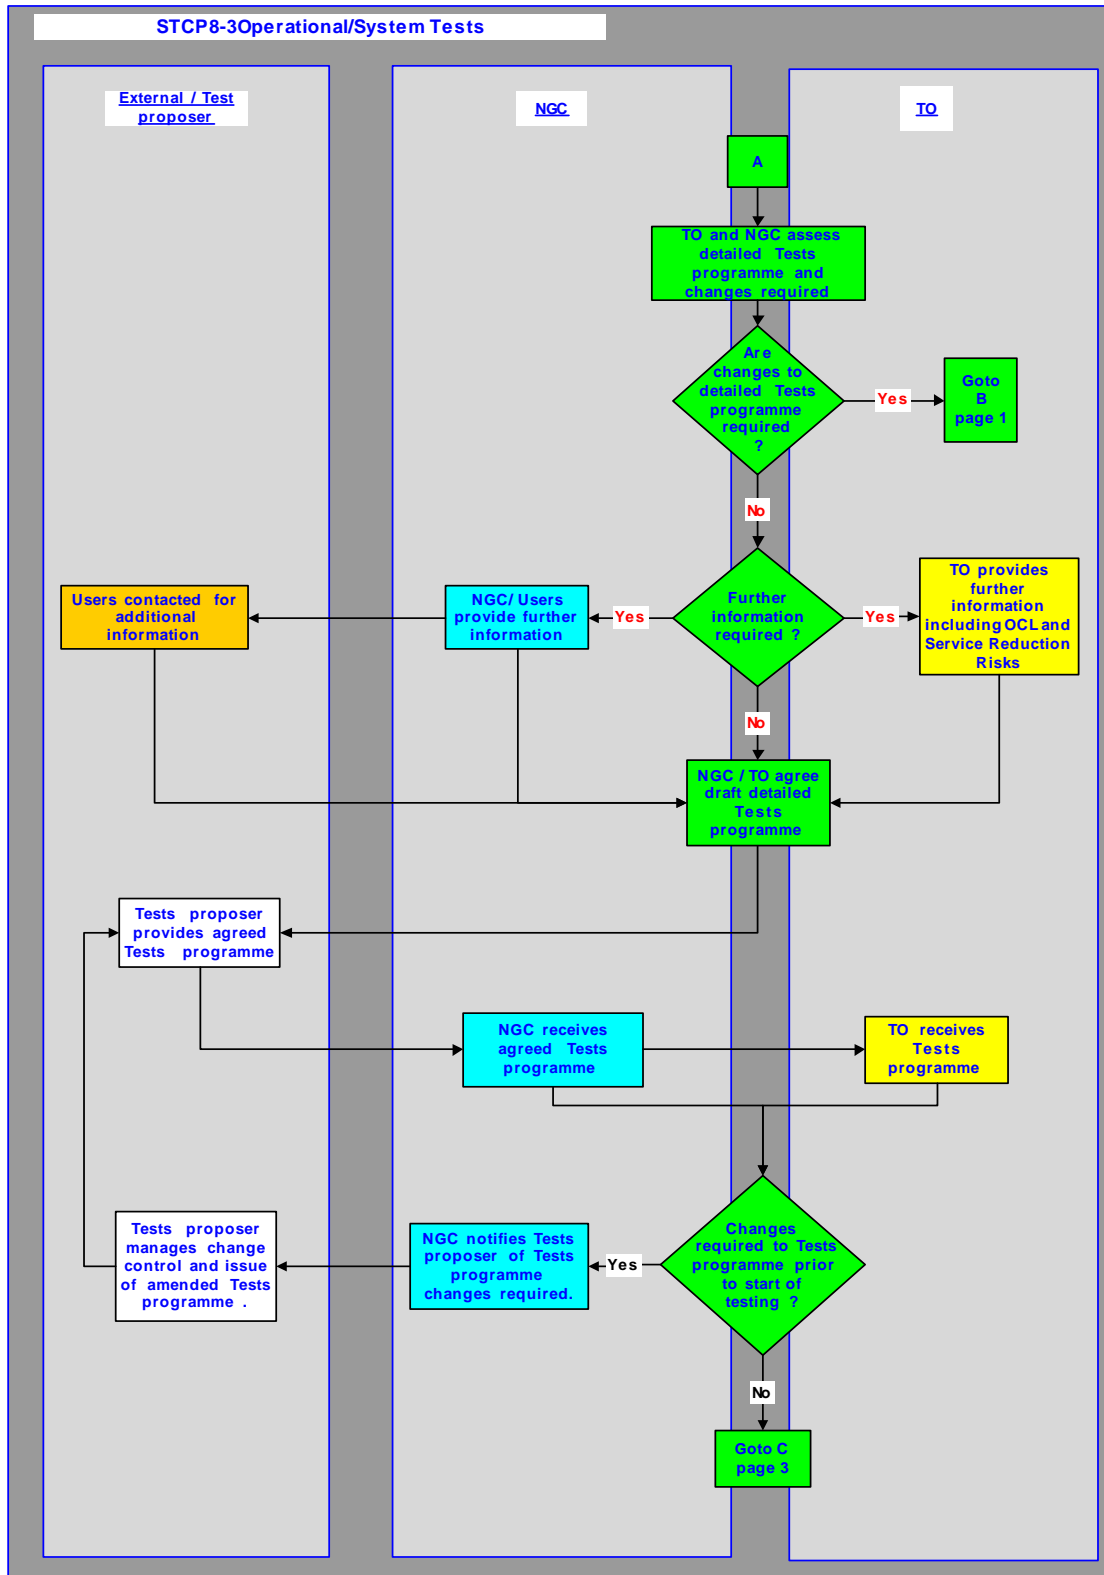 STCP8-3Operational/System Tests
External / Test
proposer
NGC
TO
A
TO and NGC assess
detailed Tests
programme and
changes required
Are
changes to
detailed Tests
programme
required
?
Yes
Goto
B
page 1
No
Users contacted for
additional
information
NGC/ Users
provide further
information
Yes
Further
information
required ?
Yes
TO provides
further
information
including OCL and
Service Reduction
Risks
No
NGC / TO agree
draft detailed
Tests
programme
Tests proposer
provides agreed
Tests programme
NGC receives
agreed Tests
programme
TO receives
Tests
programme
Tests proposer
manages change
control and issue
of amended Tests
programme .
NGC notifies Tests
proposer of Tests
programme
changes required.
Yes
Changes
required to Tests
programme prior
to start of
testing ?
No
Goto C
page 3